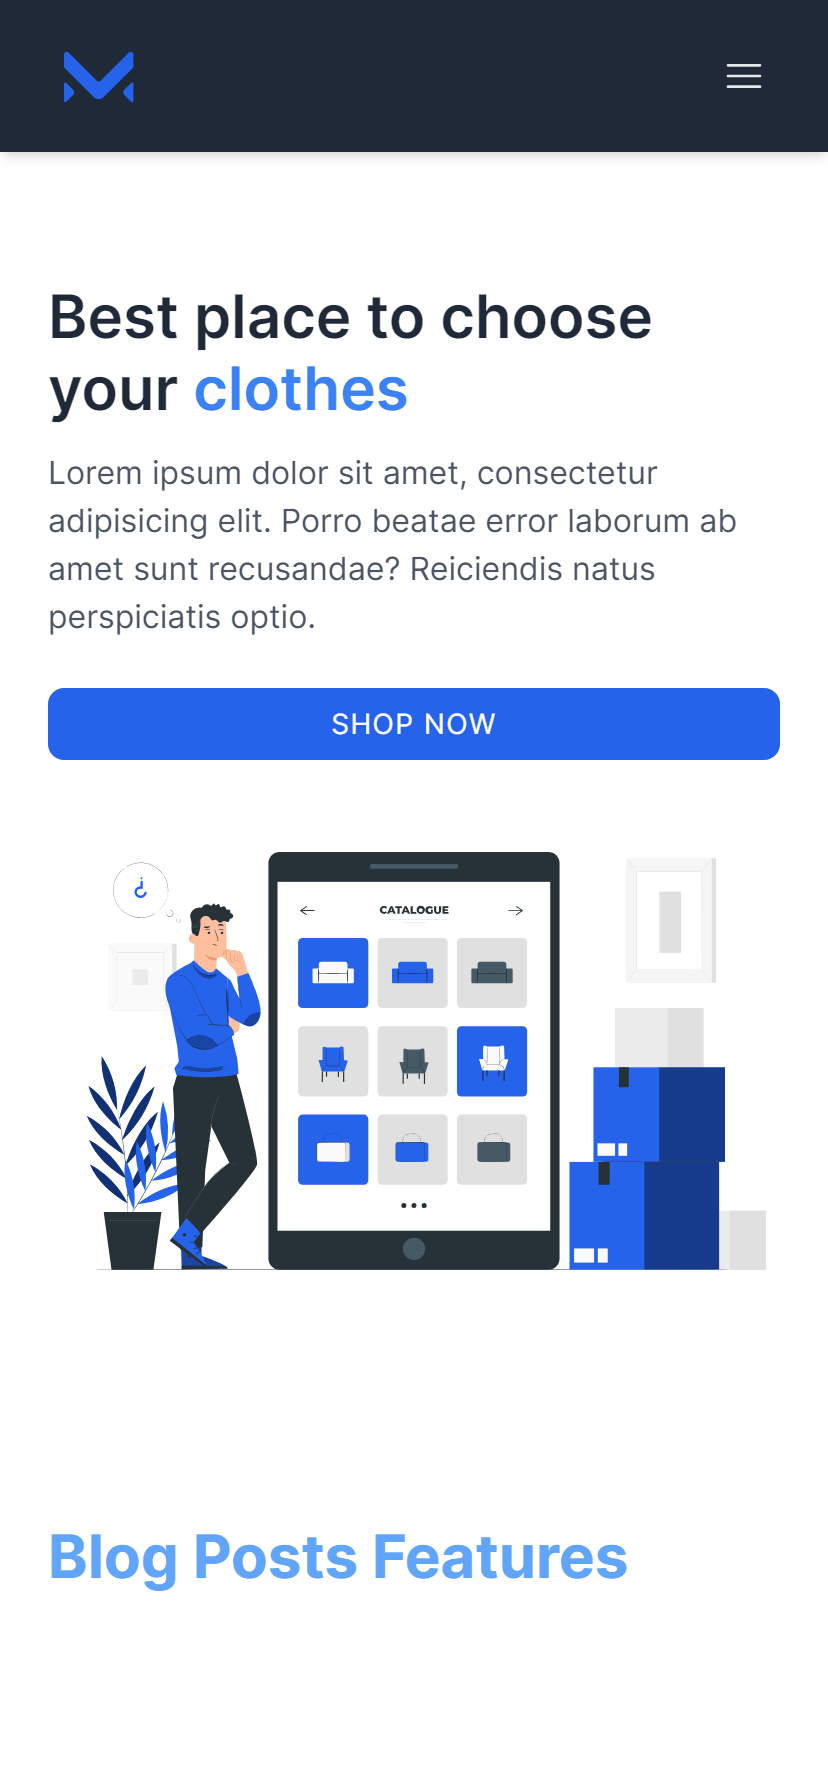 Best place to choose
your clothes
Lorem ipsum dolor sit amet, consectetur
adipisicing elit. Porro beatae error laborum ab
amet sunt recusandae? Reiciendis natus
perspiciatis optio.
SHOP NOW
¿
CATALOGUE
Blog Posts Features